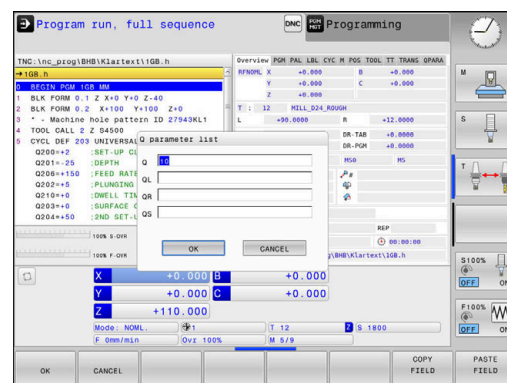 Program run, full sequence
DNC
Programming
TNC:\nc_prog\BHB\Klartext\1GB.h
→1GB.h
0 BEGIN PGM 1GB MM
1 BLK FORM 0.1 Z X+0 Y+0 Z-40
2 BLK FORM 0.2 X+100 Y+100 Z+0
3 * - Machine hole pattern ID 27943KL1
4 TOOL CALL 2 Z S4500
5 CYCL DEF 203 UNIVERSAL
Q200=+2 ;SET-UP CL
Q201=-25 ;DEPTH
Q206=+150 ;FEED RATE
Q202=+5 ;PLUNGING
Q210=+0 ;DWELL TIM
Q203=+0 ;SURFACE C
Q204=+50 ;2ND SET-U
Overview PGM PAL LBL CYC M POS TOOL TT TRANS QPARA
RFNOML X +0.000 B +0.000
Y +0.000 C +0.000
Z +0.000
T : 12 MILL_D24_ROUGH
L +90.0000 R +12.0000
DR-TAB +0.0000
DR-PGM +0.0000
M50 M5
REP
00:00:00
\BHB\Klartext\1GB.h
Q parameter list
Q 10
QL
QR
QS
OK CANCEL
100% S-OVR
100% F-OVR
X +0.000 B +0.000
Y +0.000 C +0.000
Z +110.000
Mode: NOML. 1 T 12 Z S 1800
F 0mm/min Ovr 100% M 5/9
M
S
T
S100%
OFF ON
F100%
OFF ON
OK CANCEL COPY FIELD PASTE FIELD